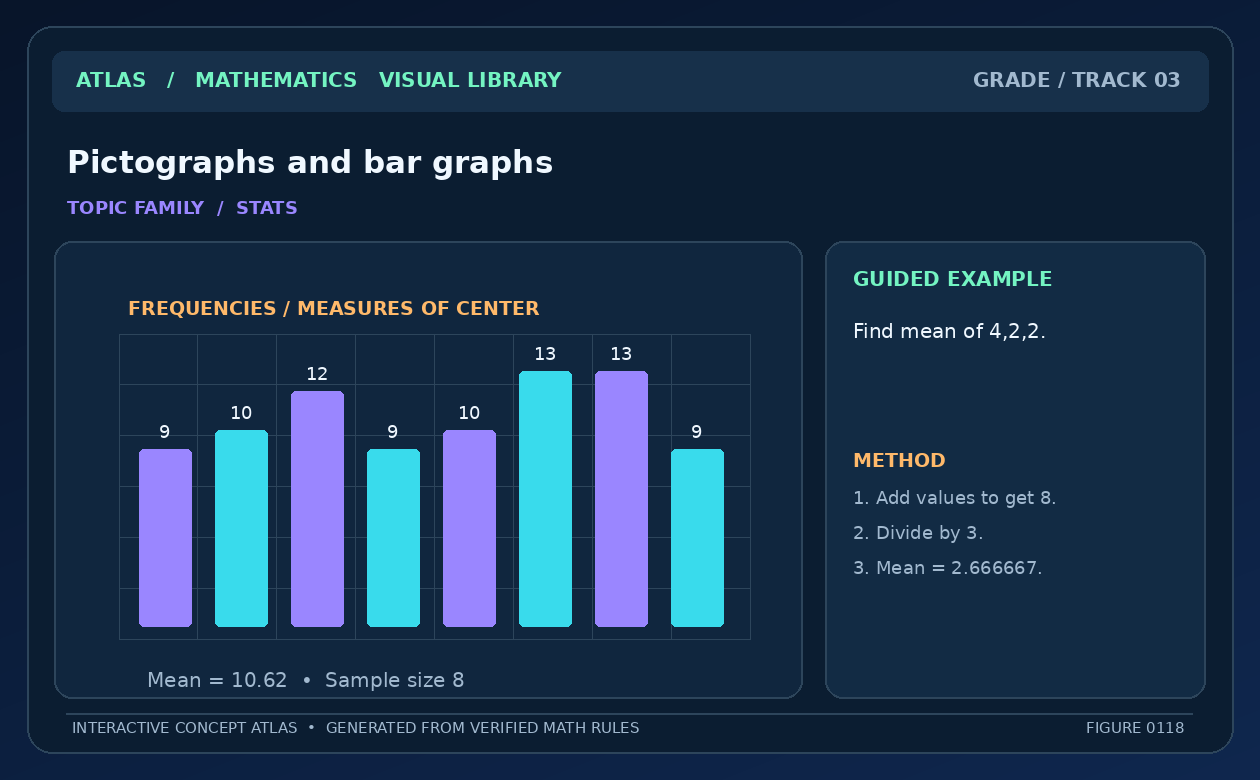 ATLAS / MATHEMATICS VISUAL LIBRARY
GRADE / TRACK 03
Pictographs and bar graphs
TOPIC FAMILY / STATS
FREQUENCIES / MEASURES OF CENTER
9
10
12
9
10
13
13
9
Mean = 10.62 • Sample size 8
GUIDED EXAMPLE
Find mean of 4,2,2.
METHOD
1. Add values to get 8.
2. Divide by 3.
3. Mean = 2.666667.
INTERACTIVE CONCEPT ATLAS • GENERATED FROM VERIFIED MATH RULES
FIGURE 0118